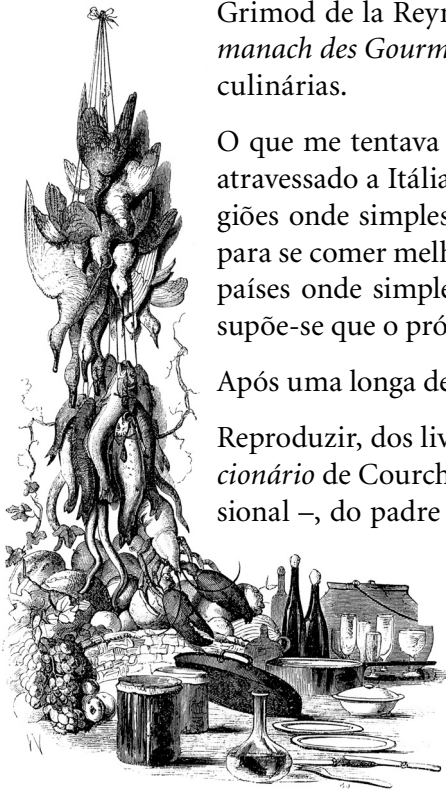 Grimod de la Reyn
manach des Gourm
culinárias.
O que me tentava
atravessado a Itália
giões onde simples
para se comer melh
países onde simple
supõe-se que o pró
Após uma longa de
Reproduzir, dos liv
cionário de Courch
sional –, do padre